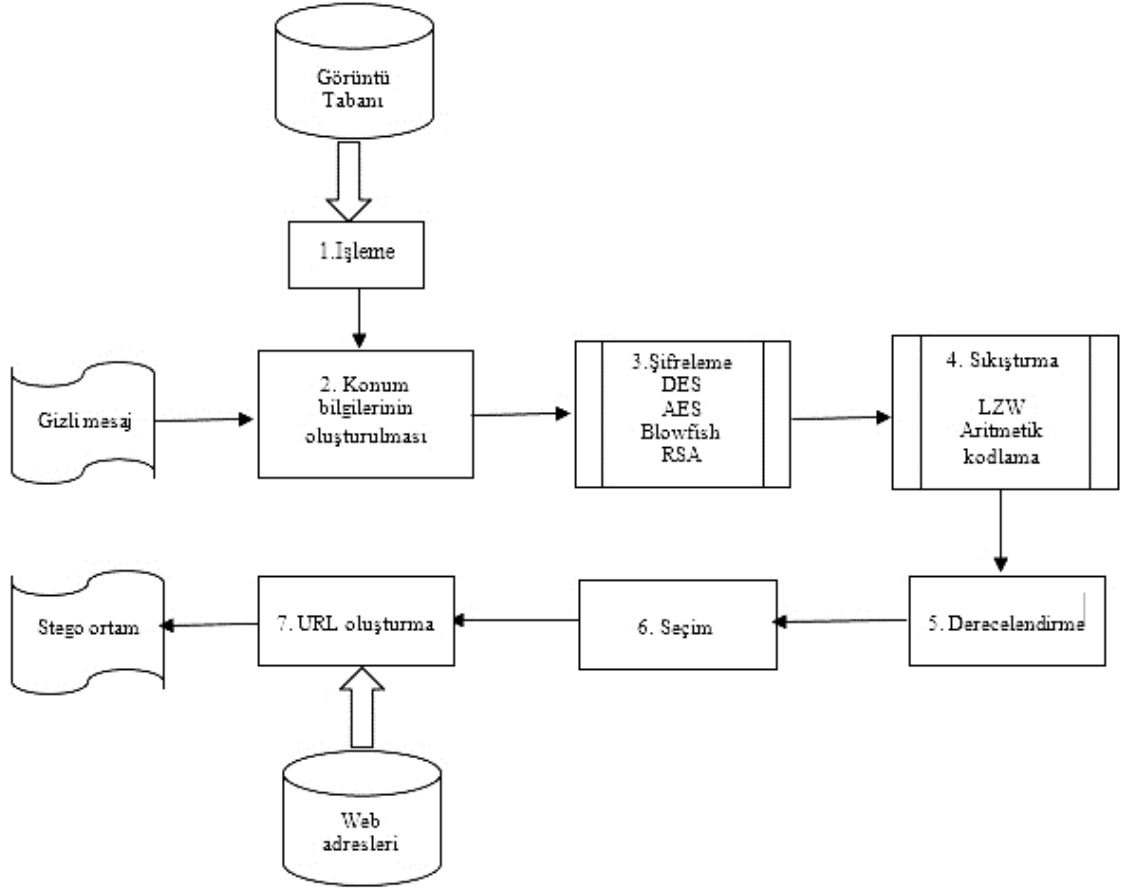 Görüntü
Tabanı
1.İşleme
Gizli mesaj
2. Konum
bilgilerinin
oluşturulması
3.Şifreleme
DES
AES
Blowfish
RSA
4. Sıkıştırma
LZW
Aritmetik
kodlama
Stego ortam
7. URL oluşturma
6. Seçim
5. Derecelendirme
Web
adresleri